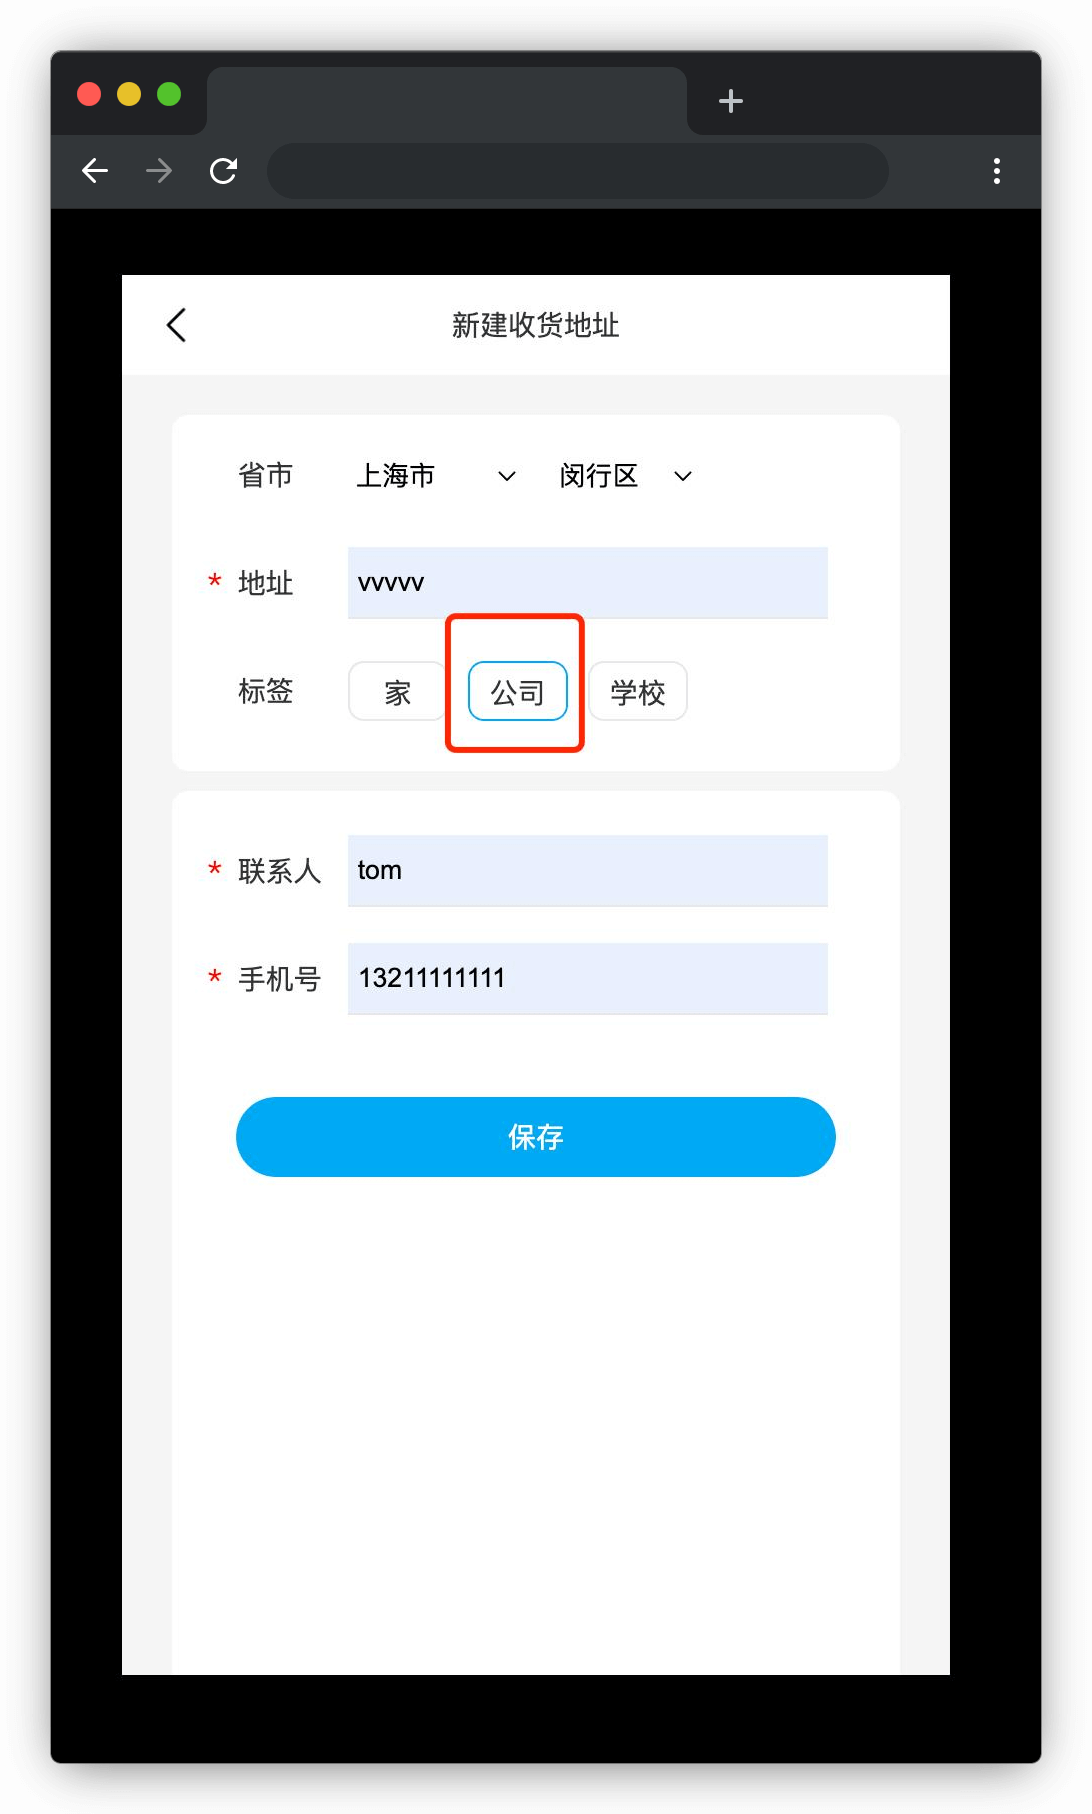 新建收货地址
省市 上海市 闵行区
* 地址 vvvvv
标签 家 公司 学校
* 联系人 tom
* 手机号 13211111111
保存